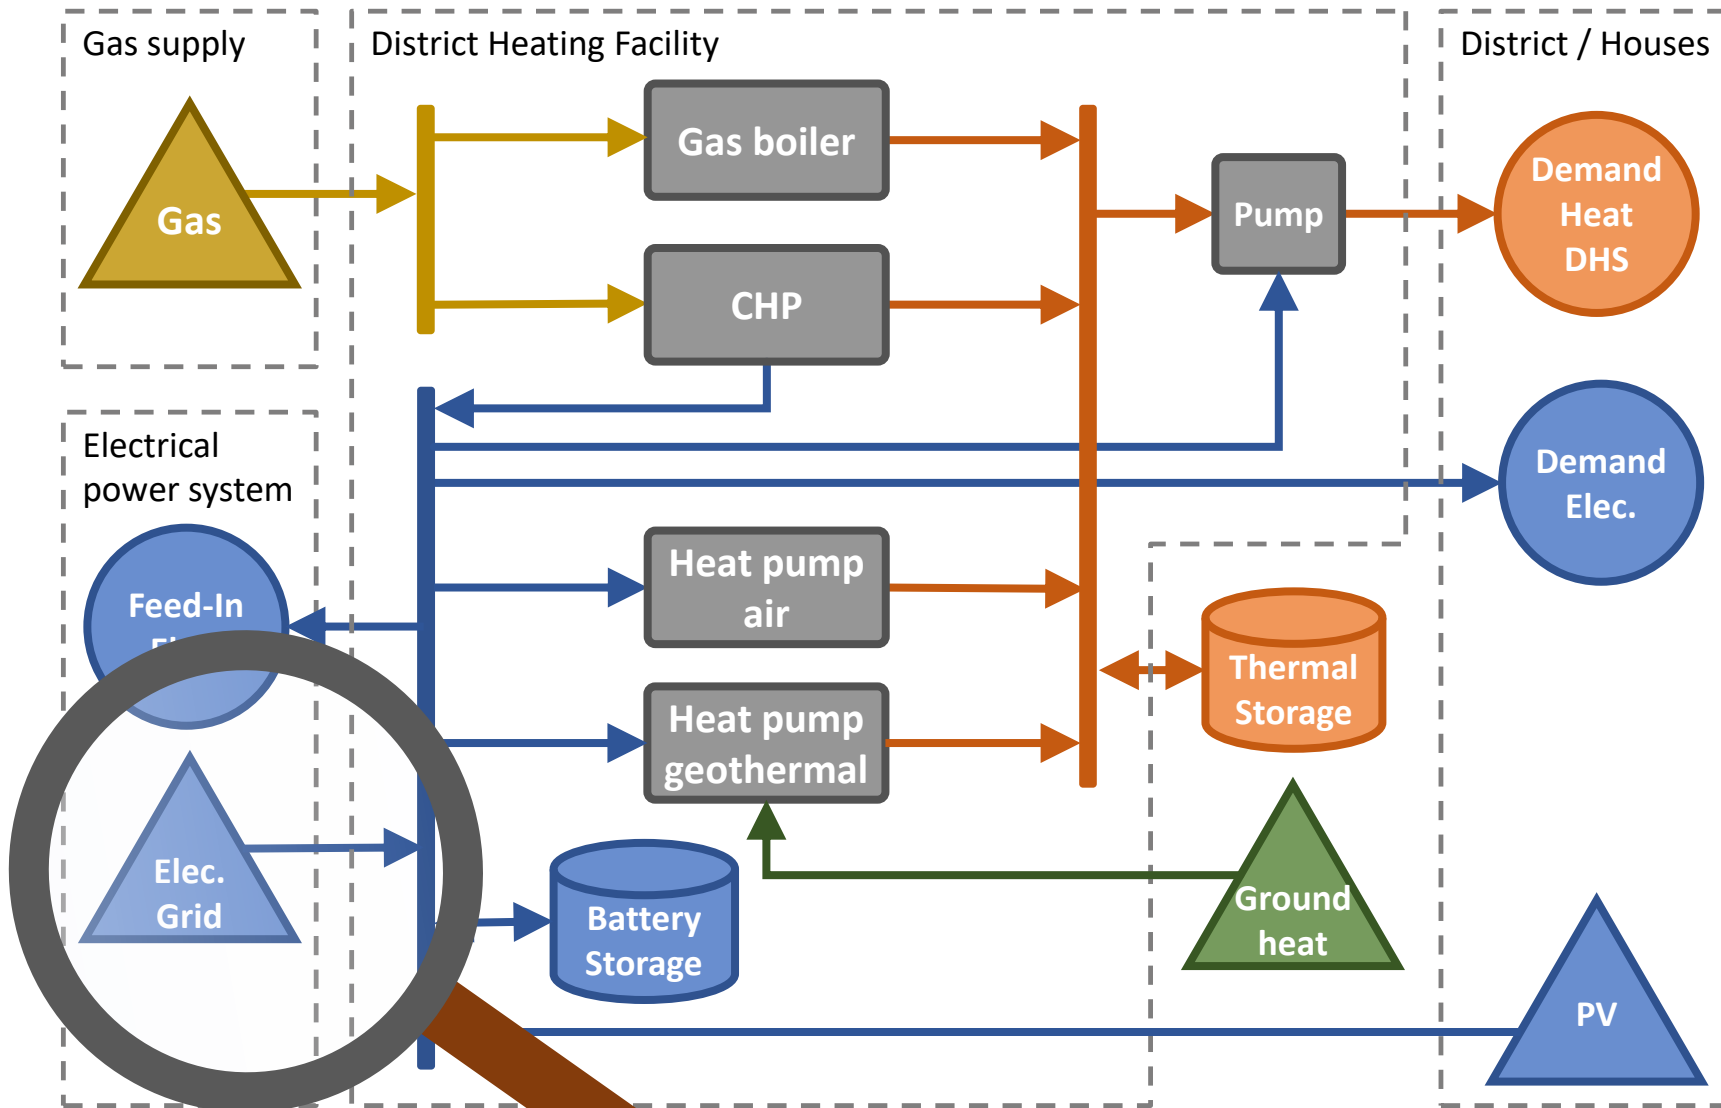 Gas supply
District Heating Facility
District / Houses
Gas
Gas boiler
CHP
Pump
Demand
Heat
DHS
Electrical
power system
Demand
Elec.
Feed-In
Heat pump
air
Heat pump
geothermal
Thermal
Storage
Elec.
Grid
Battery
Storage
Ground
heat
PV